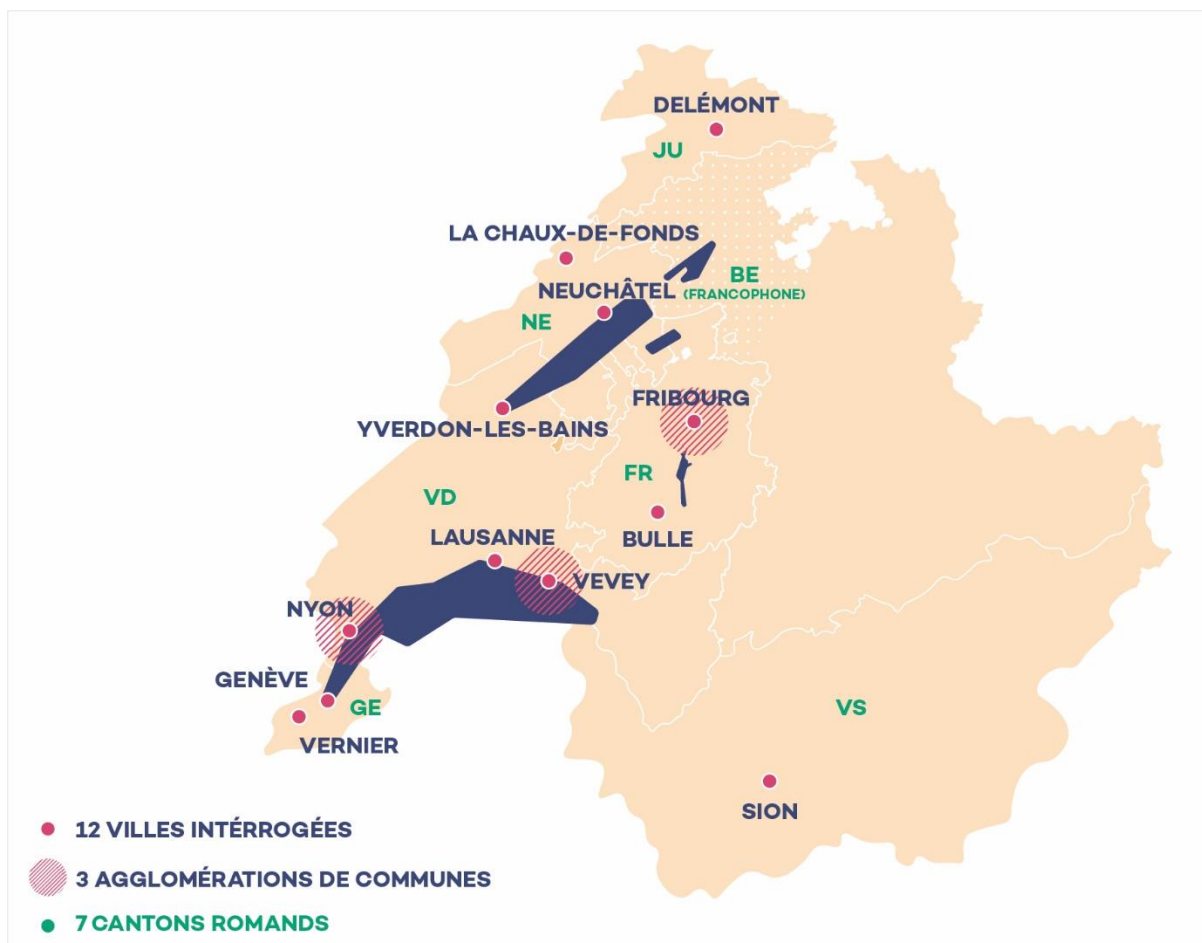 DELÉMONT
JU
LA CHAUX-DE-FONDS
BE
(FRANCOPHONE)
NEUCHÂTEL
NE
FRIBOURG
YVERDON-LES-BAINS
FR
VD
LAUSANNE
BULLE
VEVEY
NYON
GENÈVE
GE
VS
VERNIER
SION
12 VILLES INTÉRROGÉES
3 AGGLOMÉRATIONS DE COMMUNES
7 CANTONS ROMANDS